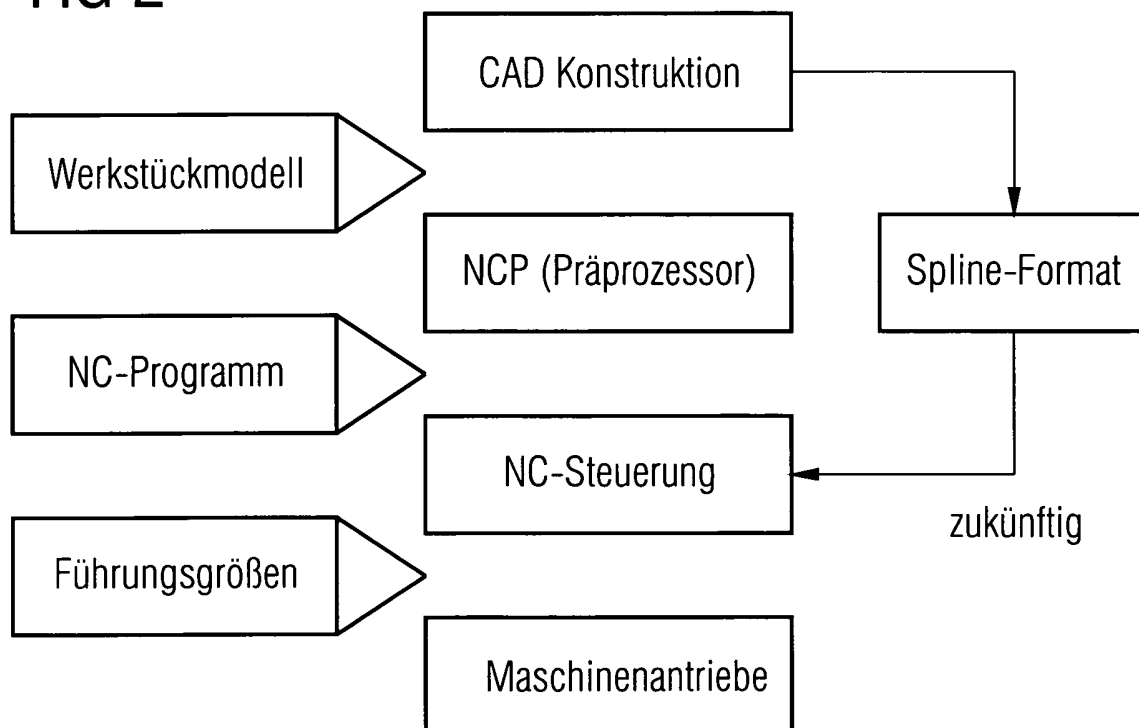 FIG 2
CAD Konstruktion
Werkstückmodell
NCP (Präprozessor)
Spline-Format
NC-Programm
NC-Steuerung
zukünftig
Führungsgrößen
Maschinenantriebe